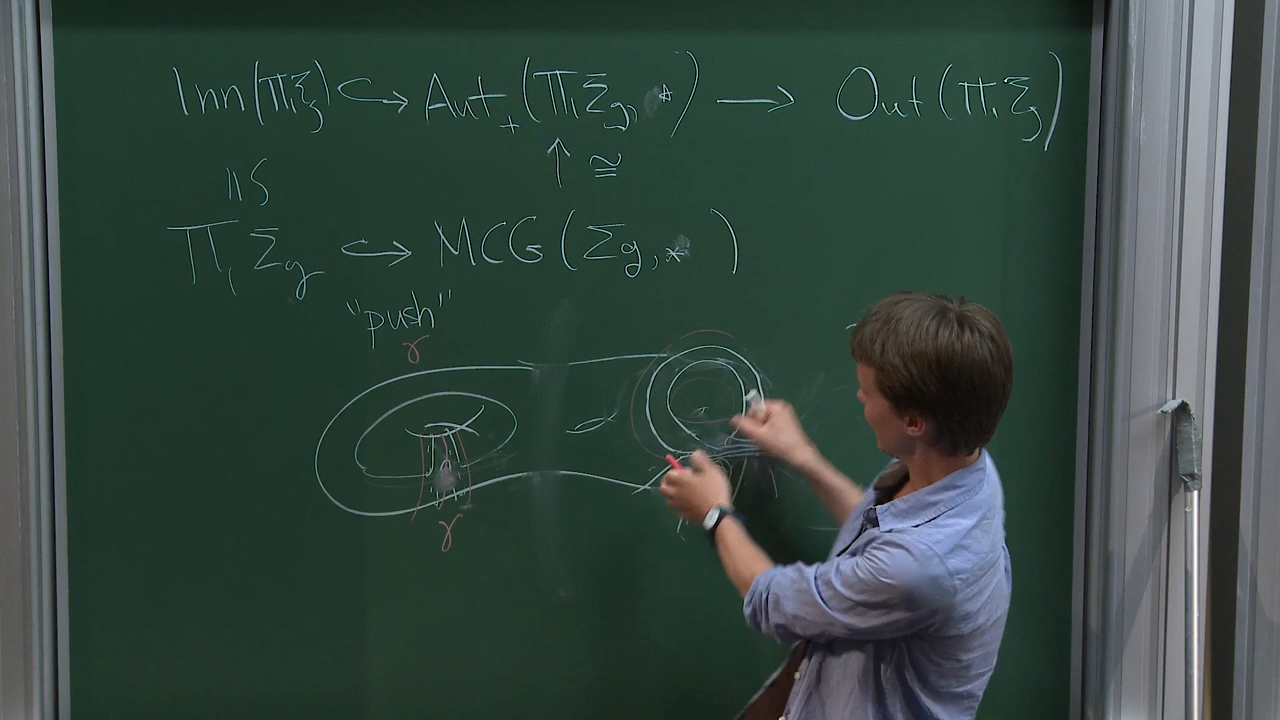 Inn(π₁Σg) ↪ Aut₊(π₁Σg,*) → Out(π₁Σg)
≅ ↑ ≅
π₁Σg ↪ MCG(Σg,*)
"push"
γ
γ